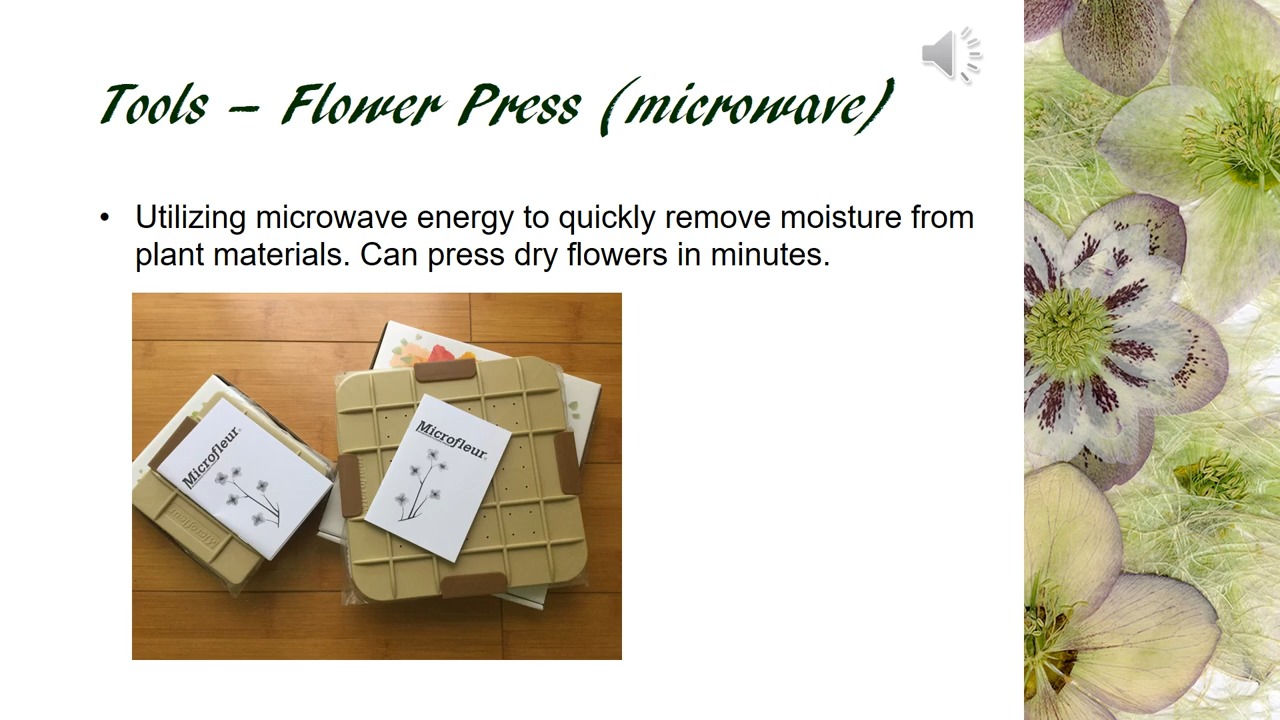 Tools – Flower Press (microwave)
• Utilizing microwave energy to quickly remove moisture from
plant materials. Can press dry flowers in minutes.
Microfleur
Microfleur